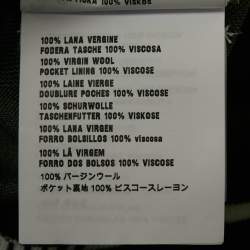 100% VISKOS
100% LANA VERGINE
FODERA TASCHE 100% VISCOSA
100% VIRGIN WOOL
POCKET LINING 100% VISCOSE
100% LAINE VIERGE
DOUBLURE POCHES 100% VISCOSE
100% SCHURWOLLE
TASCHENFUTTER 100% VISKOSE
100% LANA VIRGEN
FORRO BOLSILLOS 100% viscosa
100% LÃ VIRGEM
FORRO DOS BOLSOS 100% VISCOSE
100% バージンウール
ポケット裏地 100% ビスコースレーヨン